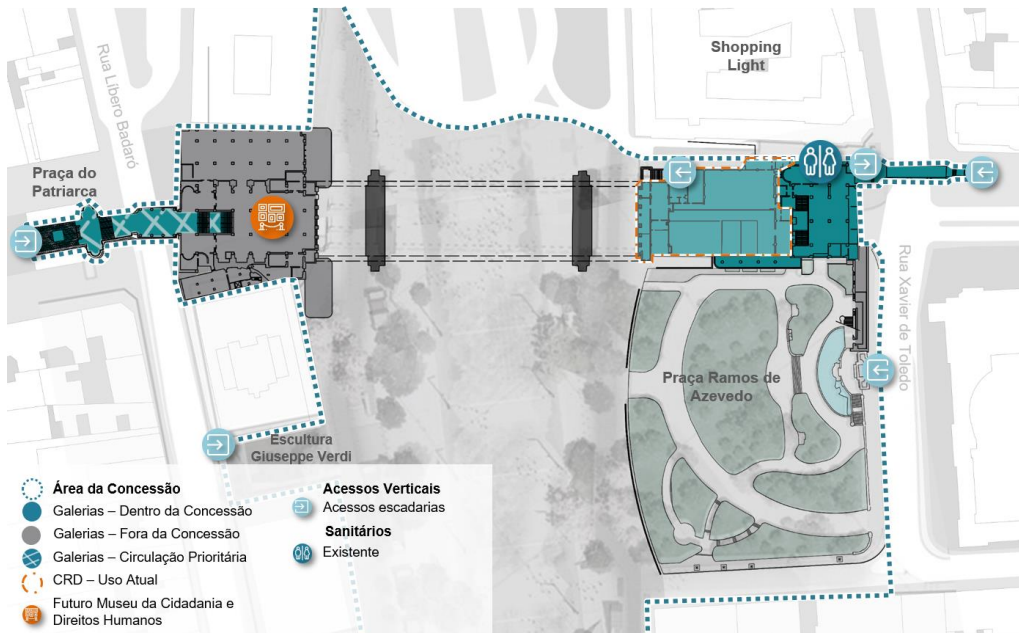 Shopping
Light
Rua Líbero Badaró
Praça do
Patriarca
Rua Xavier de Toledo
Praça Ramos de
Azevedo
Escultura
Giuseppe Verdi
Área da Concessão
Galerias – Dentro da Concessão
Galerias – Fora da Concessão
Galerias – Circulação Prioritária
CRD – Uso Atual
Futuro Museu da Cidadania e
Direitos Humanos
Acessos Verticais
Acessos escadarias
Sanitários
Existente